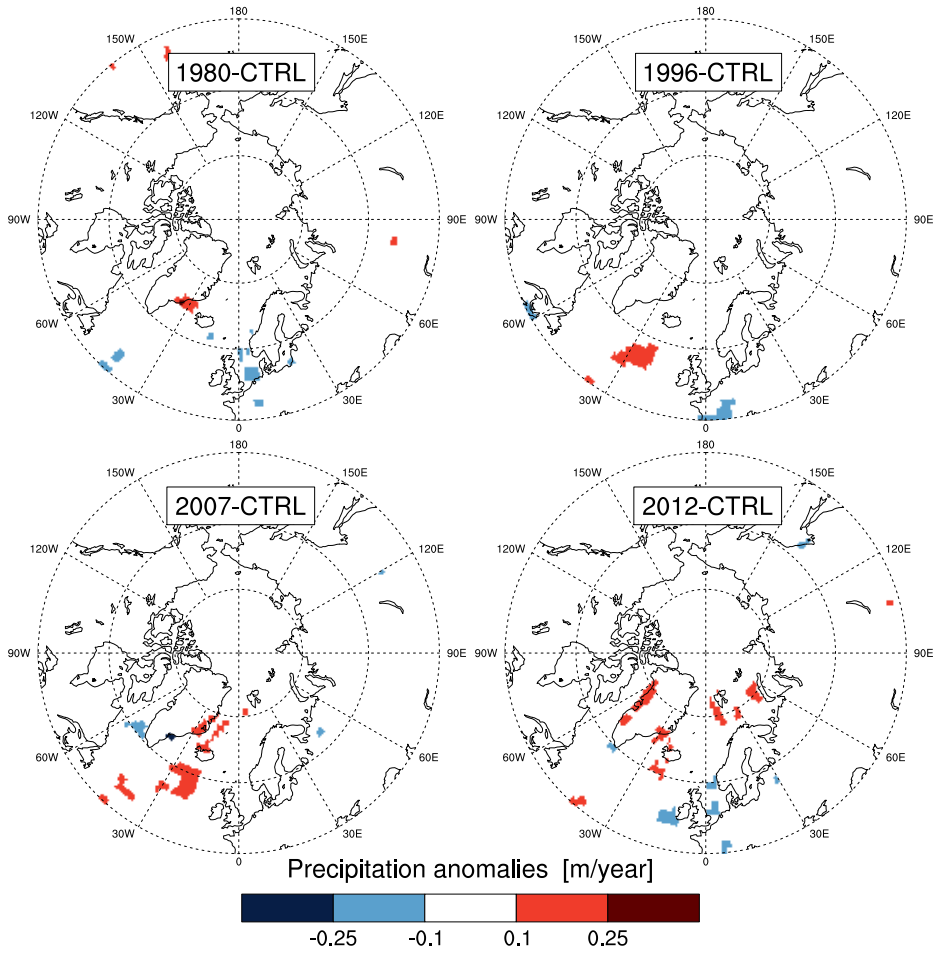 180
150W
150E
1980-CTRL
120W
120E
90W
90E
60W
60E
30W
30E
0
180
150W
150E
1996-CTRL
120W
120E
90W
90E
60W
60E
30W
30E
0
180
150W
150E
2007-CTRL
120W
120E
90W
90E
60W
60E
30W
30E
0
180
150W
150E
2012-CTRL
120W
120E
90W
90E
60W
60E
30W
30E
0
Precipitation anomalies [m/year]
-0.25 -0.1 0.1 0.25